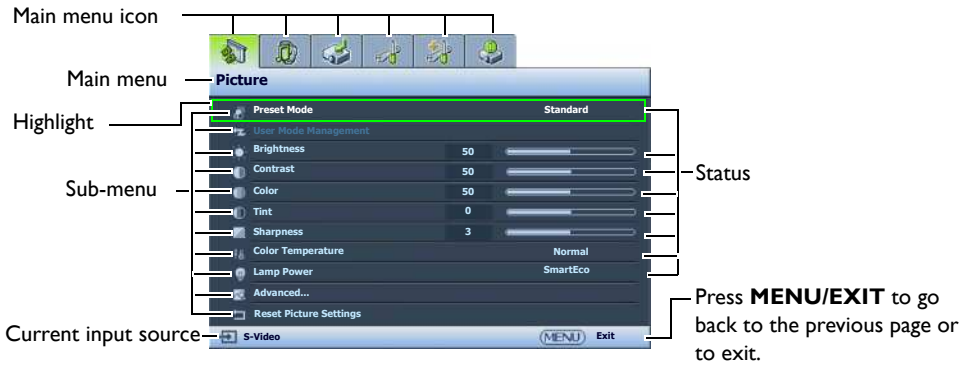 Main menu icon
Main menu
Picture
Highlight
Preset Mode Standard
User Mode Management
Brightness 50
Contrast 50
Status
Sub-menu
Color 50
Tint 0
Sharpness 3
Color Temperature Normal
Lamp Power SmartEco
Advanced...
Reset Picture Settings
Current input source
S-Video MENU Exit
Press MENU/EXIT to go
back to the previous page or
to exit.